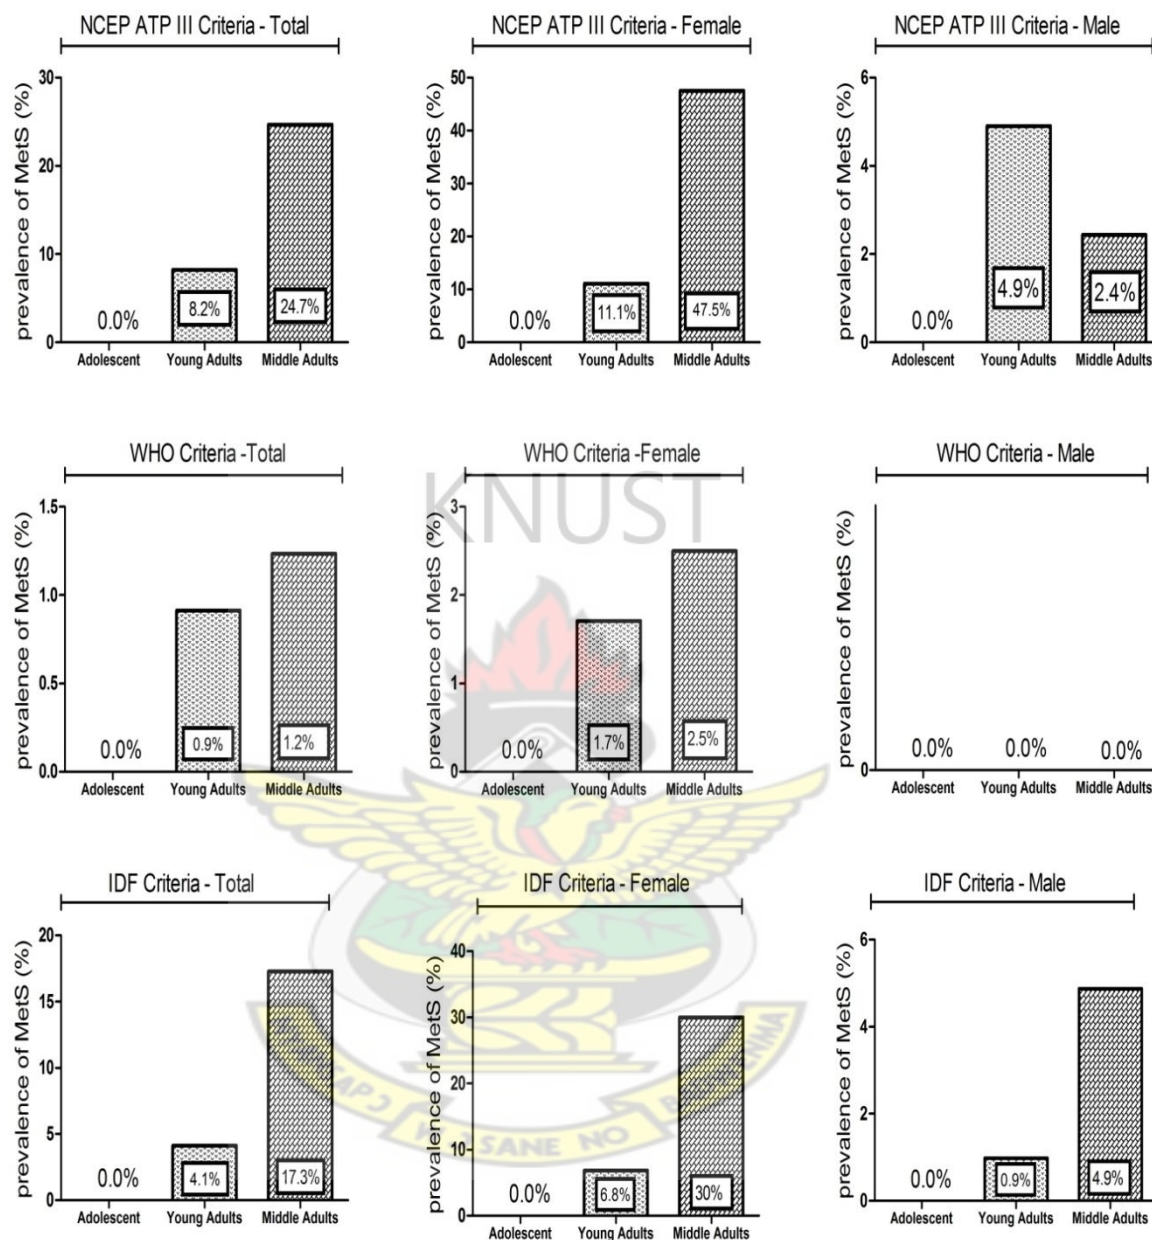 NCEP ATP III Criteria - Total
prevalence of MetS (%)
30
20
10
0
0.0%
8.2%
24.7%
Adolescent Young Adults Middle Adults
NCEP ATP III Criteria - Female
prevalence of MetS (%)
50
40
30
20
10
0
0.0%
11.1%
47.5%
Adolescent Young Adults Middle Adults
NCEP ATP III Criteria - Male
prevalence of MetS (%)
6
4
2
0
0.0%
4.9%
2.4%
Adolescent Young Adults Middle Adults
WHO Criteria -Total
prevalence of MetS (%)
1.5
1.0
0.5
0.0
0.0%
0.9%
1.2%
Adolescent Young Adults Middle Adults
WHO Criteria -Female
KNUST
prevalence of MetS (%)
3
2
1
0
0.0%
1.7%
2.5%
Adolescent Young Adults Middle Adults
WHO Criteria - Male
prevalence of MetS (%)
0
0.0%
0.0%
0.0%
Adolescent Young Adults Middle Adults
IDF Criteria - Total
prevalence of MetS (%)
20
15
10
5
0
0.0%
4.1%
17.3%
Adolescent Young Adults Middle Adults
IDF Criteria - Female
prevalence of MetS (%)
40
30
20
10
0
0.0%
6.8%
30%
Adolescent Young Adults Middle Adults
IDF Criteria - Male
prevalence of MetS (%)
6
4
2
0
0.0%
0.9%
4.9%
Adolescent Young Adults Middle Adults
SANE NO